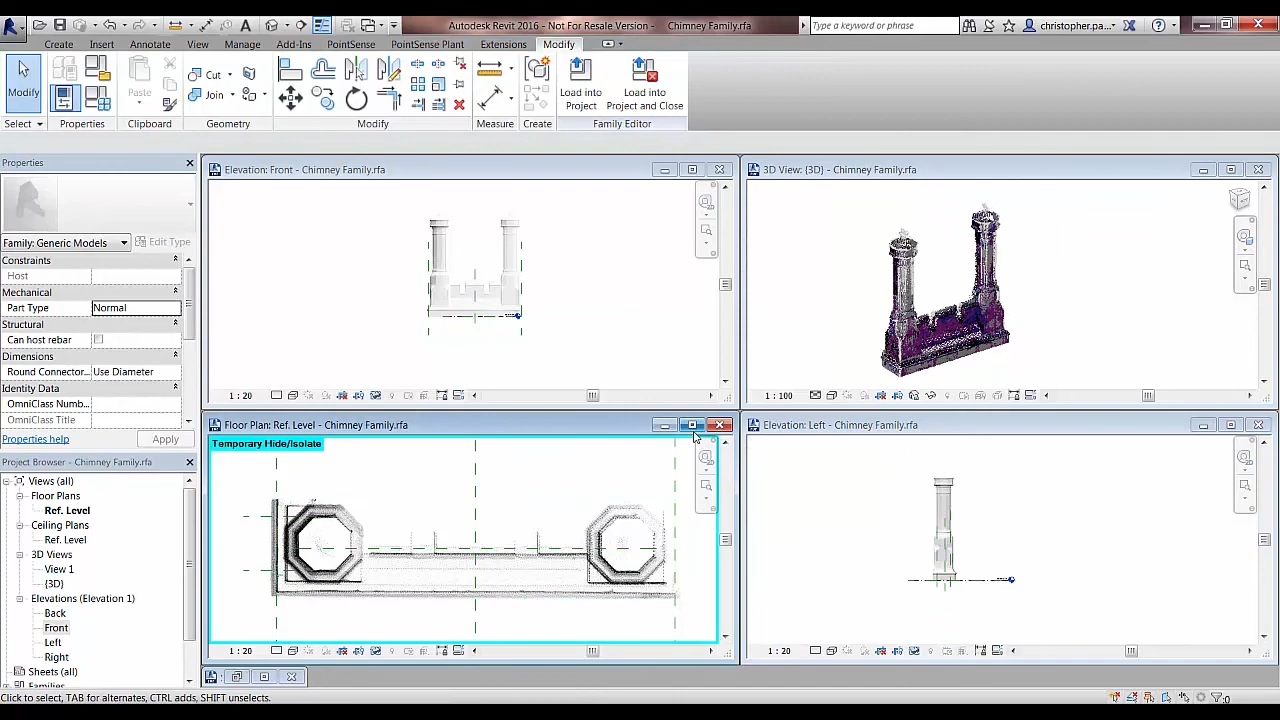 Autodesk Revit 2016 - Not For Resale Version - Chimney Family.rfa
Type a keyword or phrase
christopher.pa...
Create Insert Annotate View Manage Add-Ins PointSense PointSense Plant Extensions Modify
Modify
Paste
Cut
Join
Load into Project
Load into Project and Close
Select Properties Clipboard Geometry Modify Measure Create Family Editor
Properties
Family: Generic Models
Edit Type
Constraints
Host
Mechanical
Part Type Normal
Structural
Can host rebar
Dimensions
Round Connector... Use Diameter
Identity Data
OmniClass Numb...
OmniClass Title
Properties help
Apply
Project Browser - Chimney Family.rfa
Views (all)
Floor Plans
Ref. Level
Ceiling Plans
Ref. Level
3D Views
View 1
{3D}
Elevations (Elevation 1)
Back
Front
Left
Right
Sheets (all)
Families
Elevation: Front - Chimney Family.rfa
1 : 20
3D View: {3D} - Chimney Family.rfa
1 : 100
Floor Plan: Ref. Level - Chimney Family.rfa
Temporary Hide/Isolate
1 : 20
Elevation: Left - Chimney Family.rfa
1 : 20
Click to select, TAB for alternates, CTRL adds, SHIFT unselects.
:0